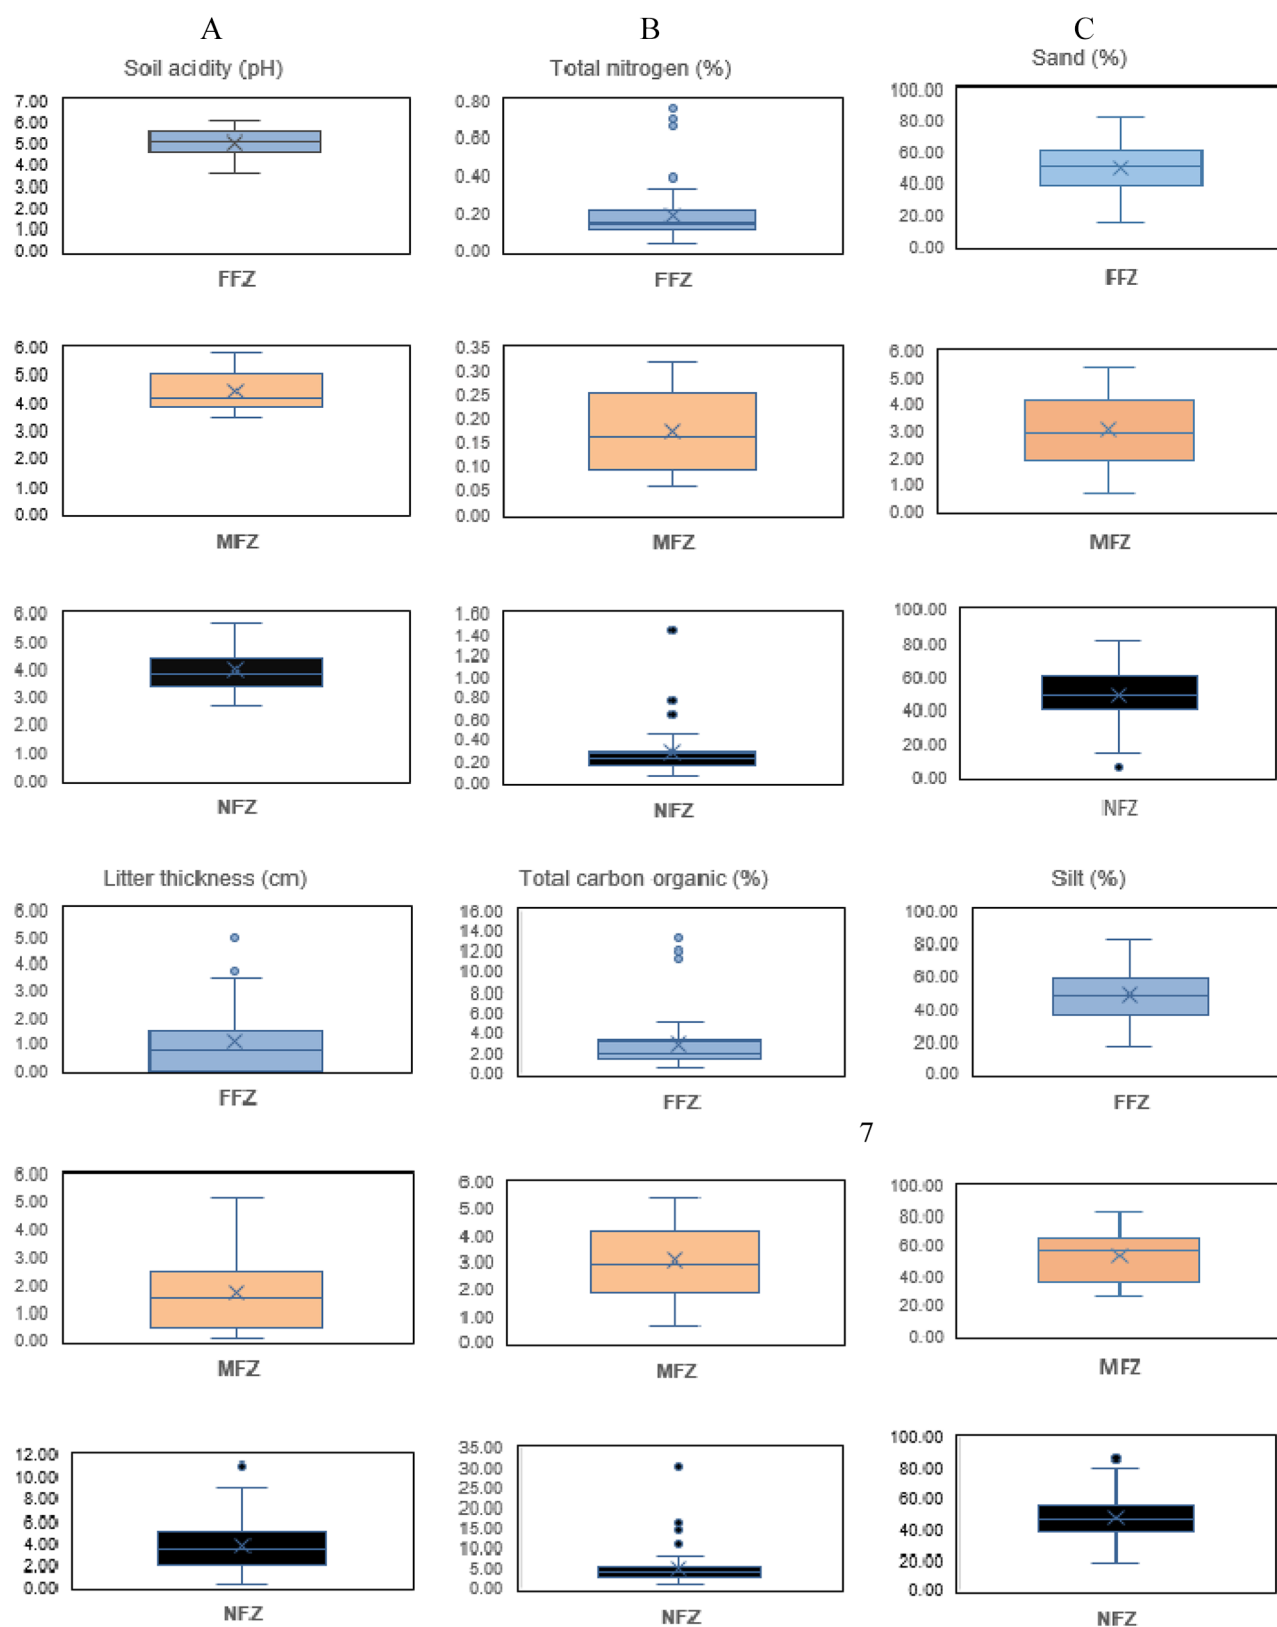 A B C
Soil acidity (pH) Total nitrogen (%) Sand (%)
7.00 0.80 100.00
6.00 0.60 80.00
5.00 0.40 60.00
4.00 0.20 40.00
3.00 0.00 20.00
2.00 0.00
1.00
0.00
FFZ FFZ FFZ
6.00 0.35 6.00
5.00 0.30 5.00
4.00 0.25 4.00
3.00 0.20 3.00
2.00 0.15 2.00
1.00 0.10 1.00
0.00 0.05 0.00
0.00
MFZ MFZ MFZ
6.00 1.60 100.00
5.00 1.40 80.00
4.00 1.20 60.00
3.00 1.00 40.00
2.00 0.80 20.00
1.00 0.60 0.00
0.00 0.40
0.20
0.00
NFZ NFZ NFZ
Litter thickness (cm) Total carbon organic (%) Silt (%)
6.00 16.00 100.00
5.00 14.00 80.00
4.00 12.00 60.00
3.00 10.00 40.00
2.00 8.00 20.00
1.00 6.00 0.00
0.00 4.00
2.00
0.00
FFZ FFZ FFZ
7
6.00 6.00 100.00
5.00 5.00 80.00
4.00 4.00 60.00
3.00 3.00 40.00
2.00 2.00 20.00
1.00 1.00 0.00
0.00 0.00
MFZ MFZ MFZ
12.00 35.00 100.00
10.00 30.00 80.00
8.00 25.00 60.00
6.00 20.00 40.00
4.00 15.00 20.00
2.00 10.00 0.00
0.00 5.00
0.00
NFZ NFZ NFZ